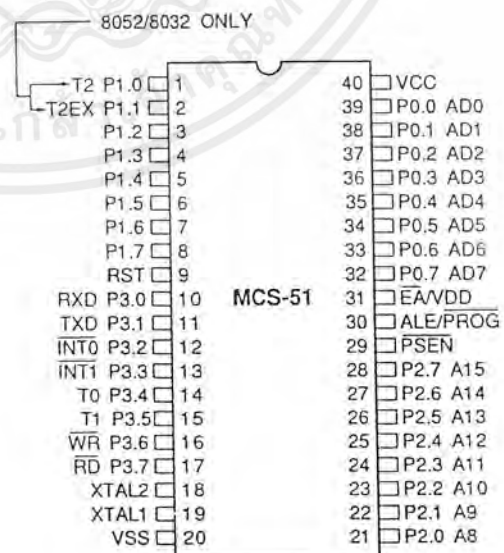 8052/8032 ONLY
T2 P1.0 1 40 VCC
T2EX P1.1 2 39 P0.0 AD0
P1.2 3 38 P0.1 AD1
P1.3 4 37 P0.2 AD2
P1.4 5 36 P0.3 AD3
P1.5 6 35 P0.4 AD4
P1.6 7 34 P0.5 AD5
P1.7 8 33 P0.6 AD6
RST 9 32 P0.7 AD7
RXD P3.0 10 MCS-51 31 EA/VDD
TXD P3.1 11 30 ALE/PROG
INT0 P3.2 12 29 PSEN
INT1 P3.3 13 28 P2.7 A15
T0 P3.4 14 27 P2.6 A14
T1 P3.5 15 26 P2.5 A13
WR P3.6 16 25 P2.4 A12
RD P3.7 17 24 P2.3 A11
XTAL2 18 23 P2.2 A10
XTAL1 19 22 P2.1 A9
VSS 20 21 P2.0 A8